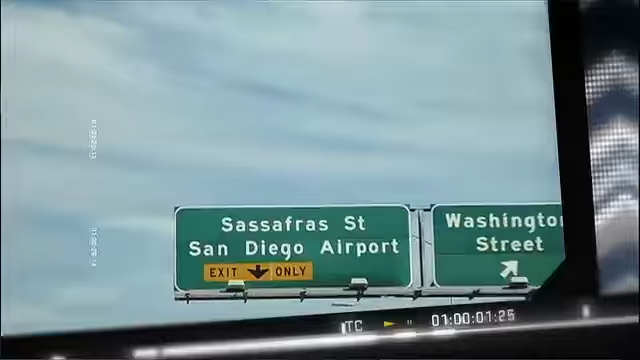 Sassafras St
San Diego Airport
EXIT ONLY
Washington
Street
TC 01:00:01:25